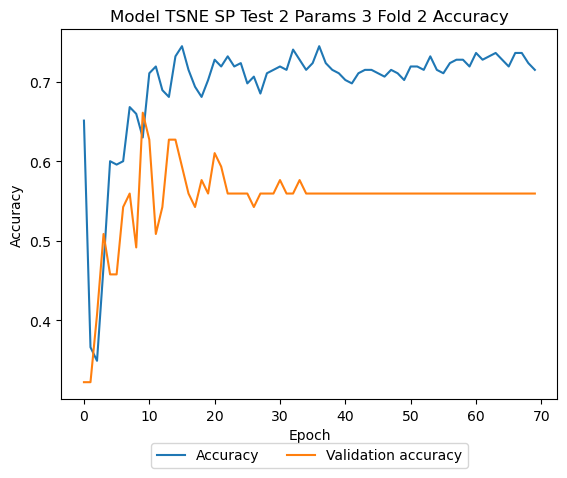 Model TSNE SP Test 2 Params 3 Fold 2 Accuracy
Accuracy
0.7
0.6
0.5
0.4
0 10 20 30 40 50 60 70
Epoch
Accuracy Validation accuracy